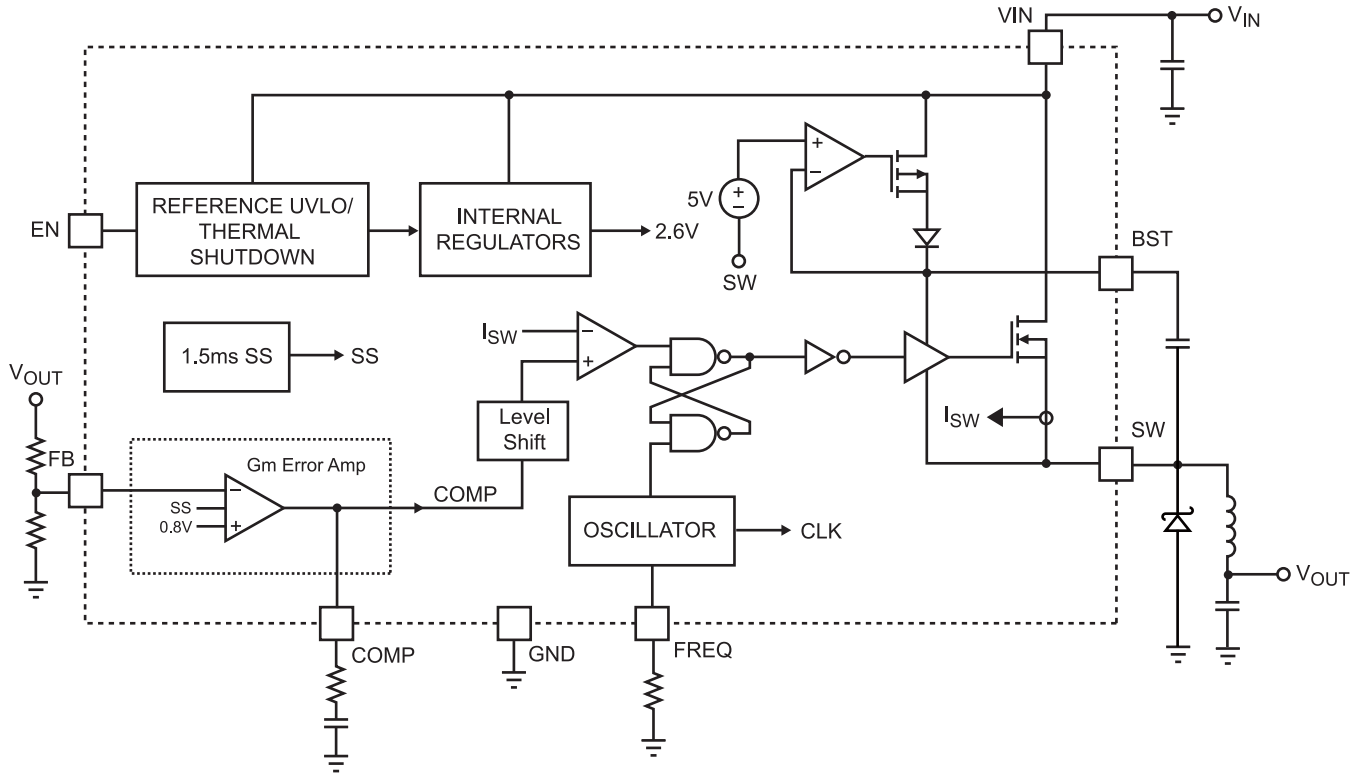 VIN
V_IN
REFERENCE UVLO/
THERMAL
SHUTDOWN
INTERNAL
REGULATORS
2.6V
EN
5V
+
−
SW
+
−
BST
1.5ms SS
SS
I_SW
−
+
Level
Shift
I_SW
SW
V_OUT
FB
Gm Error Amp
−
SS
0.8V
+
COMP
OSCILLATOR
CLK
V_OUT
COMP
GND
FREQ